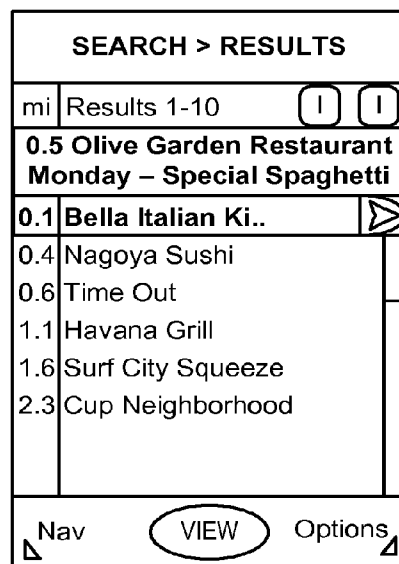 SEARCH > RESULTS
mi Results 1-10 I I
0.5 Olive Garden Restaurant
Monday – Special Spaghetti
0.1 Bella Italian Ki..
0.4 Nagoya Sushi
0.6 Time Out
1.1 Havana Grill
1.6 Surf City Squeeze
2.3 Cup Neighborhood
Nav VIEW Options